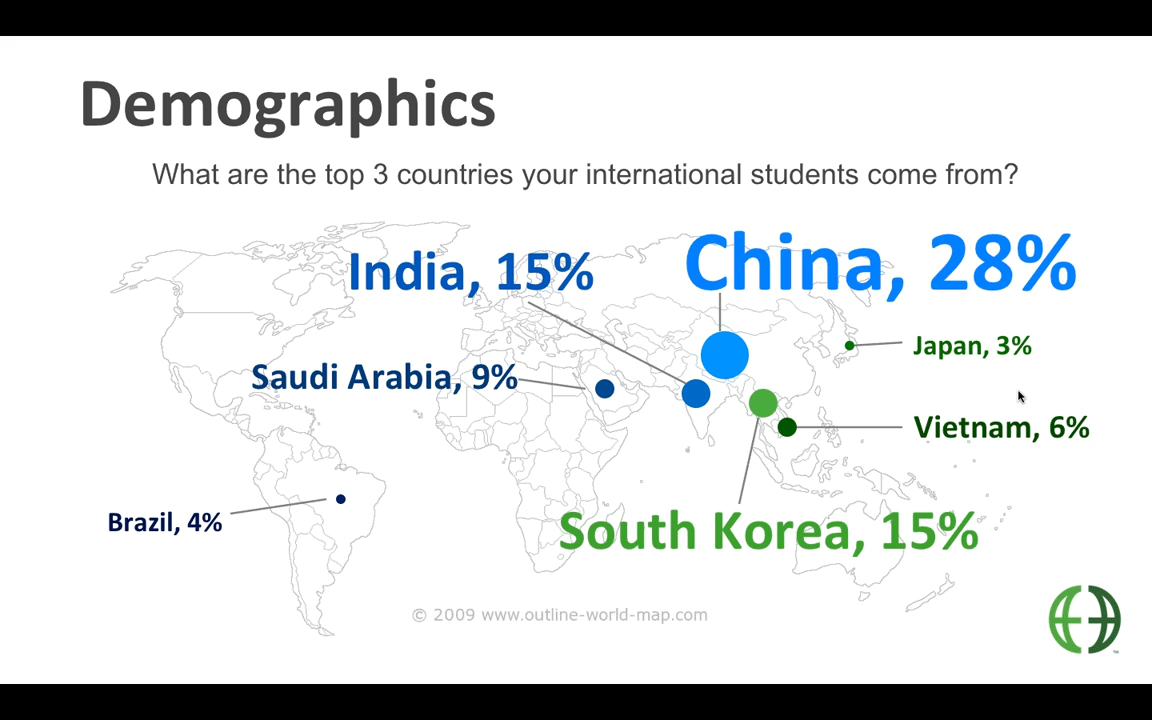 Demographics
What are the top 3 countries your international students come from?
India, 15%
China, 28%
Japan, 3%
Saudi Arabia, 9%
Vietnam, 6%
Brazil, 4%
South Korea, 15%
© 2009 www.outline-world-map.com
™